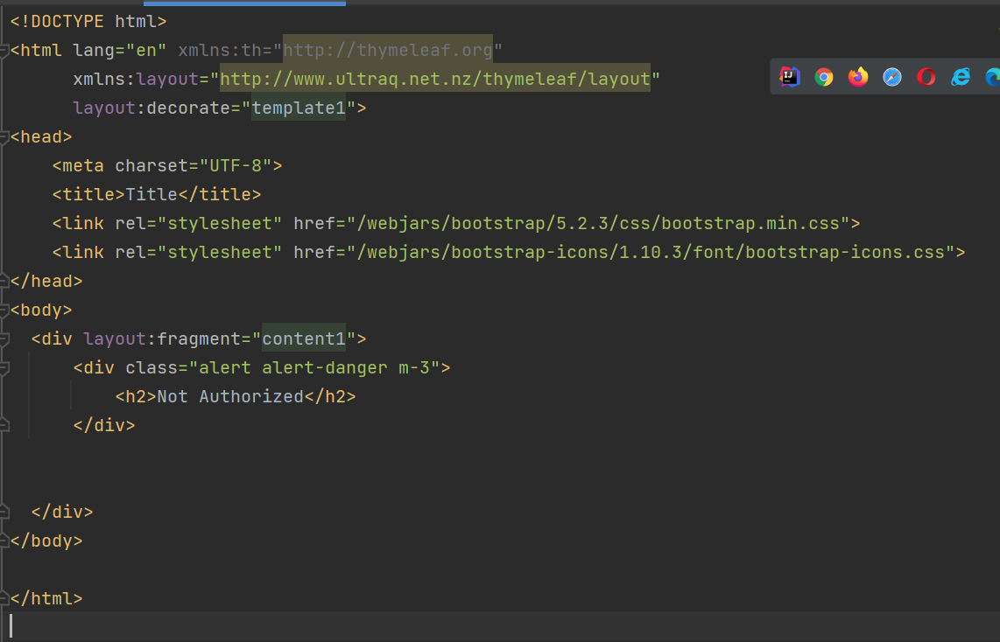 <!DOCTYPE html>
<html lang="en" xmlns:th="http://thymeleaf.org"
      xmlns:layout="http://www.ultraq.net.nz/thymeleaf/layout"
      layout:decorate="template1">
<head>
    <meta charset="UTF-8">
    <title>Title</title>
    <link rel="stylesheet" href="/webjars/bootstrap/5.2.3/css/bootstrap.min.css">
    <link rel="stylesheet" href="/webjars/bootstrap-icons/1.10.3/font/bootstrap-icons.css">
</head>
<body>
  <div layout:fragment="content1">
      <div class="alert alert-danger m-3">
          <h2>Not Authorized</h2>
      </div>
  </div>
</body>
</html>